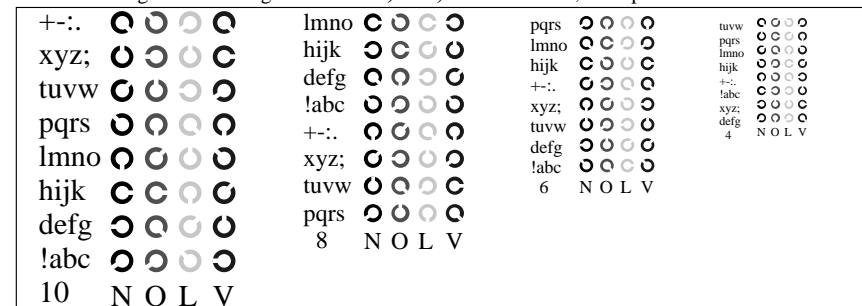 +-:.
xyz;
tuvw
pqrs
lmno
hijk
defg
!abc
10 N O L V
lmno
hijk
defg
!abc
+-:.
xyz;
tuvw
pqrs
8 N O L V
pqrs
lmno
hijk
+-:.
xyz;
tuvw
defg
!abc
6 N O L V
tuvw
pqrs
lmno
hijk
+-:.
!abc
xyz;
defg
4 N O L V